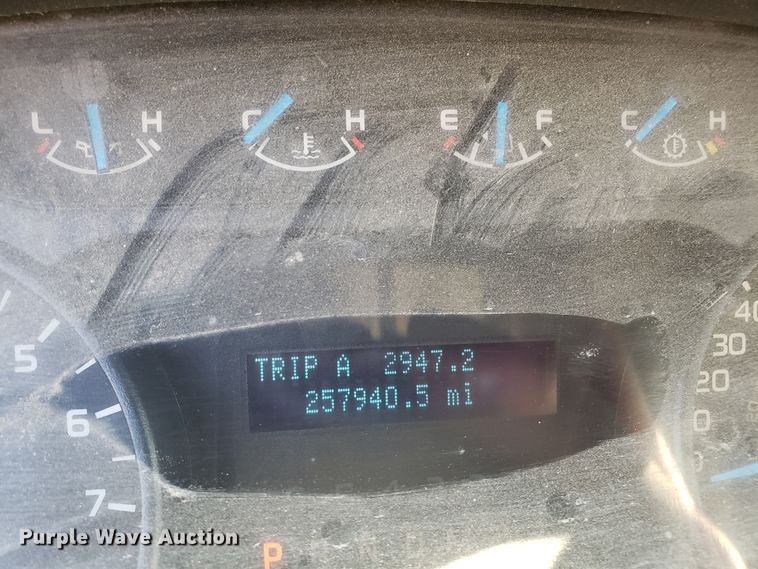 L H C H E F C H
TRIP A 2947.2
257940.5 mi
5
6
7
40
30
20
P R N D
Purple Wave Auction